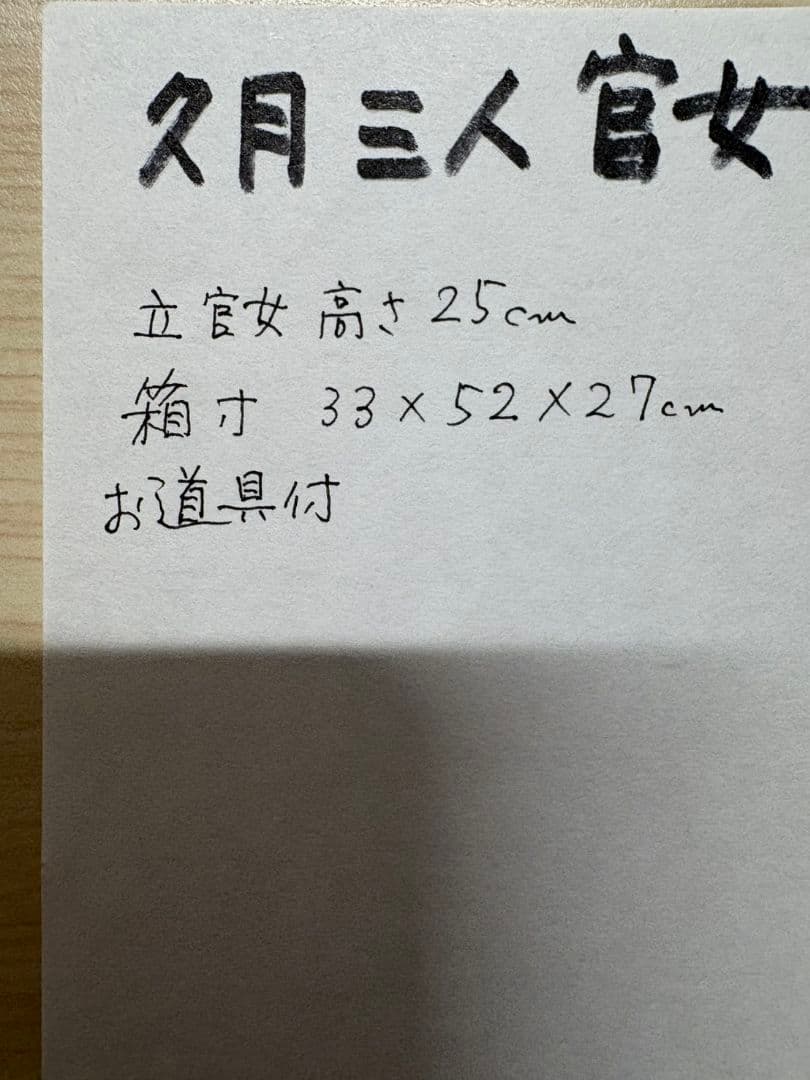 久月 三人 官女
立官女 高さ 25cm
箱寸 33×52×27cm
お道具付